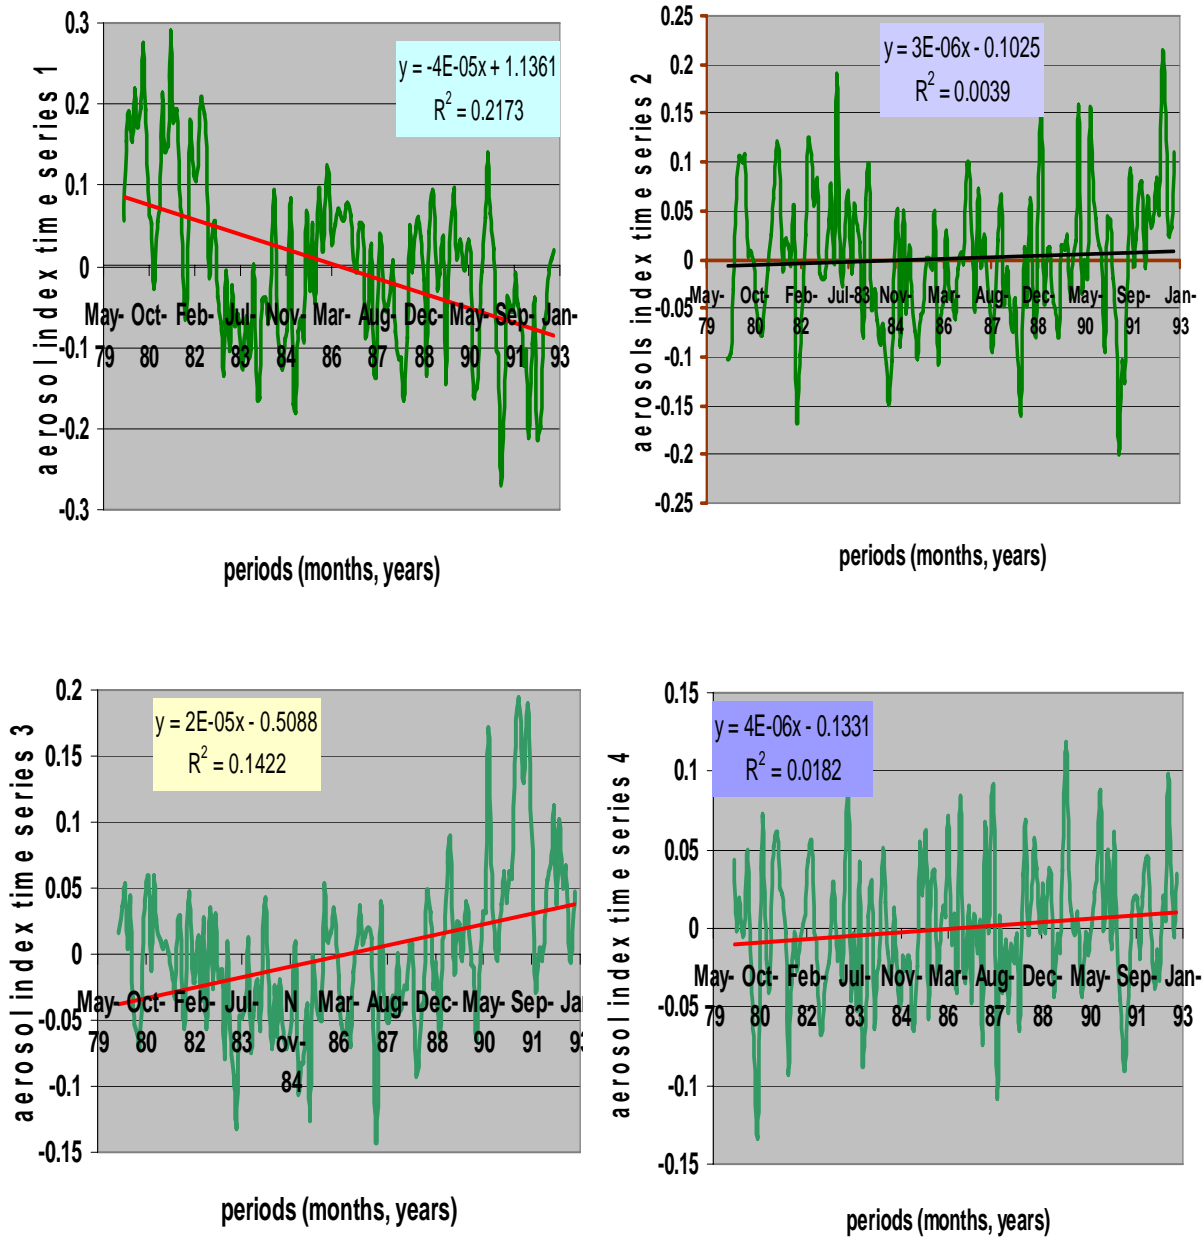 aerosol index time series 1
0.3
0.2
0.1
0
-0.1
-0.2
-0.3
y = -4E-05x + 1.1361
R² = 0.2173
May- Oct- Feb- Jul- Nov- Mar- Aug- Dec- May- Sep- Jan-
79 80 82 83 84 86 87 88 90 91 93
periods (months, years)
aerosols index time series 2
0.25
0.2
0.15
0.1
0.05
0
-0.05
-0.1
-0.15
-0.2
-0.25
y = 3E-06x - 0.1025
R² = 0.0039
May- Oct- Feb- Jul-83 Nov- Mar- Aug- Dec- May- Sep- Jan-
79 80 82 84 86 87 88 90 91 93
periods (months, years)
aerosol index time series 3
0.2
0.15
0.1
0.05
0
-0.05
-0.1
-0.15
y = 2E-05x - 0.5088
R² = 0.1422
May- Oct- Feb- Jul- N Mar- Aug- Dec- May- Sep- Jan
79 80 82 83 ov- 86 87 88 90 91 93
84
periods (months, years)
aerosol index time series 4
0.15
0.1
0.05
0
-0.05
-0.1
-0.15
y = 4E-06x - 0.1331
R² = 0.0182
May- Oct- Feb- Jul- Nov- Mar- Aug- Dec- May- Sep- Jan-
79 80 82 83 84 86 87 88 90 91 93
periods (months, years)